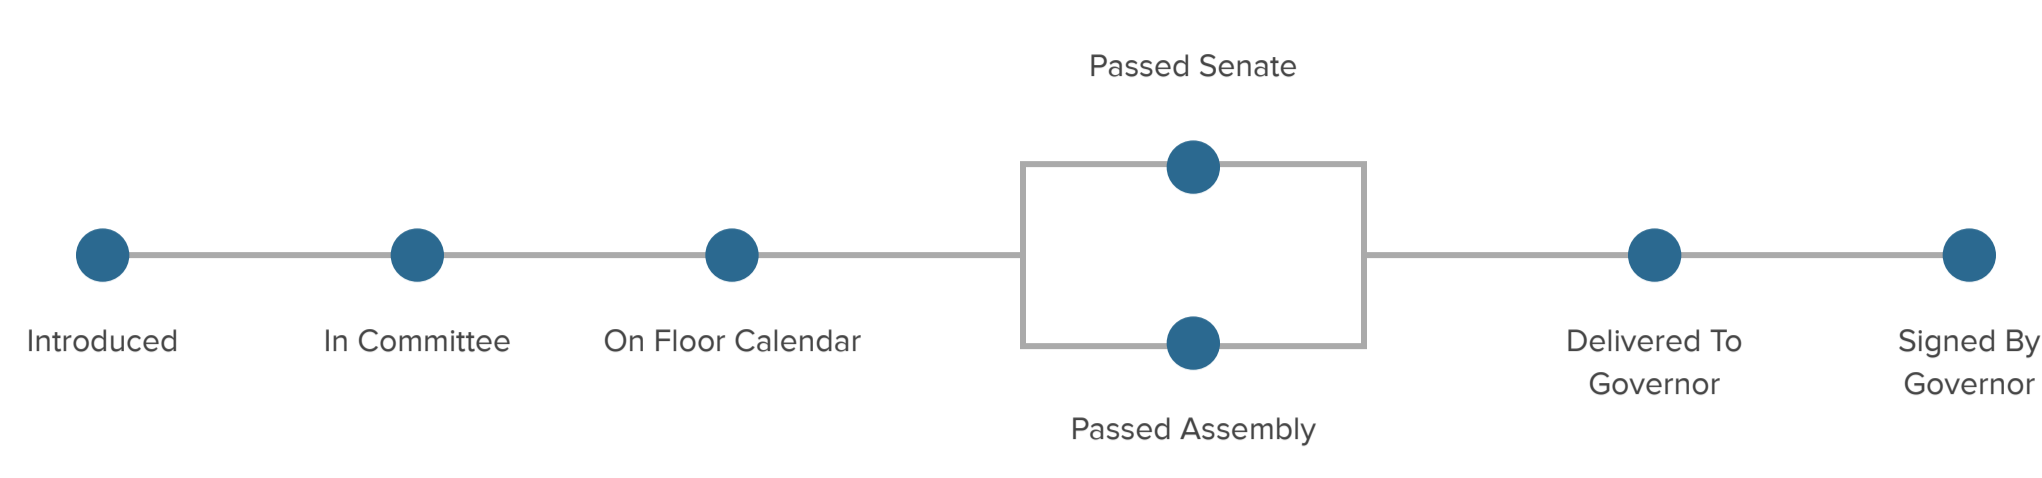 Passed Senate
Introduced
In Committee
On Floor Calendar
Passed Assembly
Delivered To
Governor
Signed By
Governor